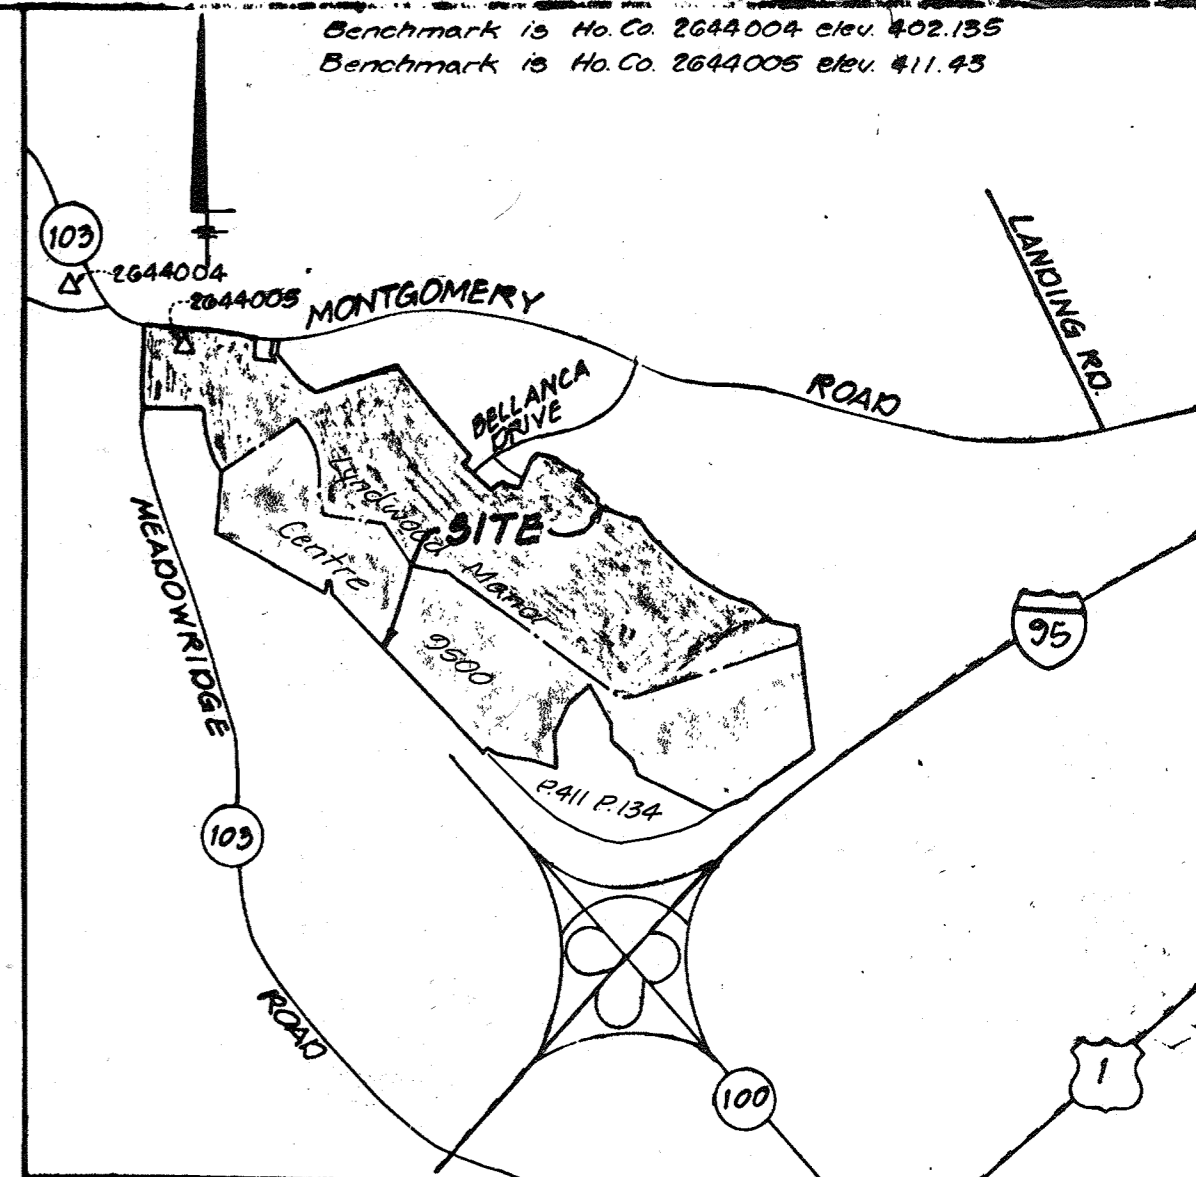 Benchmark is Ho. Co. 2644004 elev. 402.135
Benchmark is Ho. Co. 2644005 elev. 411.43
103
2644004
2644005
MONTGOMERY
ROAD
LANDING RD.
BELLANCA
DRIVE
Lyndwood
Manor
SITE
Centre
9500
MEADOWRIDGE
ROAD
95
P.411 P.134
103
100
1